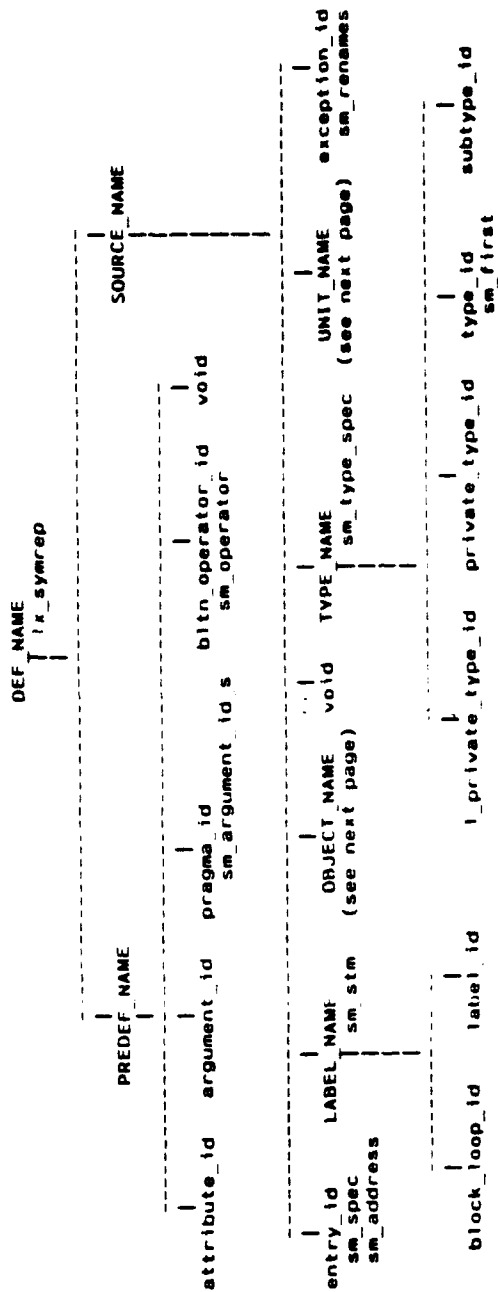 DEF_NAME
lx_symrep
PREDEF_NAME
SOURCE_NAME
attribute_id argument_id pragma_id bltn_operator_id void
sm_argument_id_s sm_operator
entry_id LABEL_NAME OBJECT_NAME void TYPE_NAME UNIT_NAME exception_id
sm_spec sm_stm (see next page) sm_type_spec (see next page) sm_renames
sm_address
block_loop_id label_id l_private_type_id private_type_id type_id subtype_id
sm_first